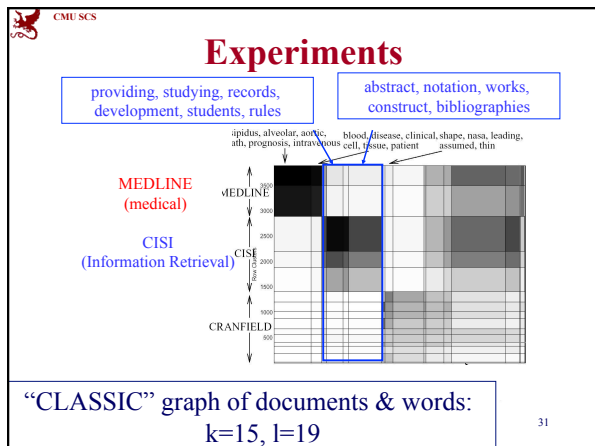 CMU SCS
Experiments
providing, studying, records,
development, students, rules
abstract, notation, works,
construct, bibliographies
aortic,
alveolar,
prognosis, intravenous
blood, disease, clinical,
cell, tissue, patient
shape, nasa, leading,
assumed, thin
MEDLINE
(medical)
CISI
(Information Retrieval)
3500
3000
2500
2000
1500
1000
500
Row Clusters
CRANFIELD
"CLASSIC" graph of documents & words:
k=15, l=19
31